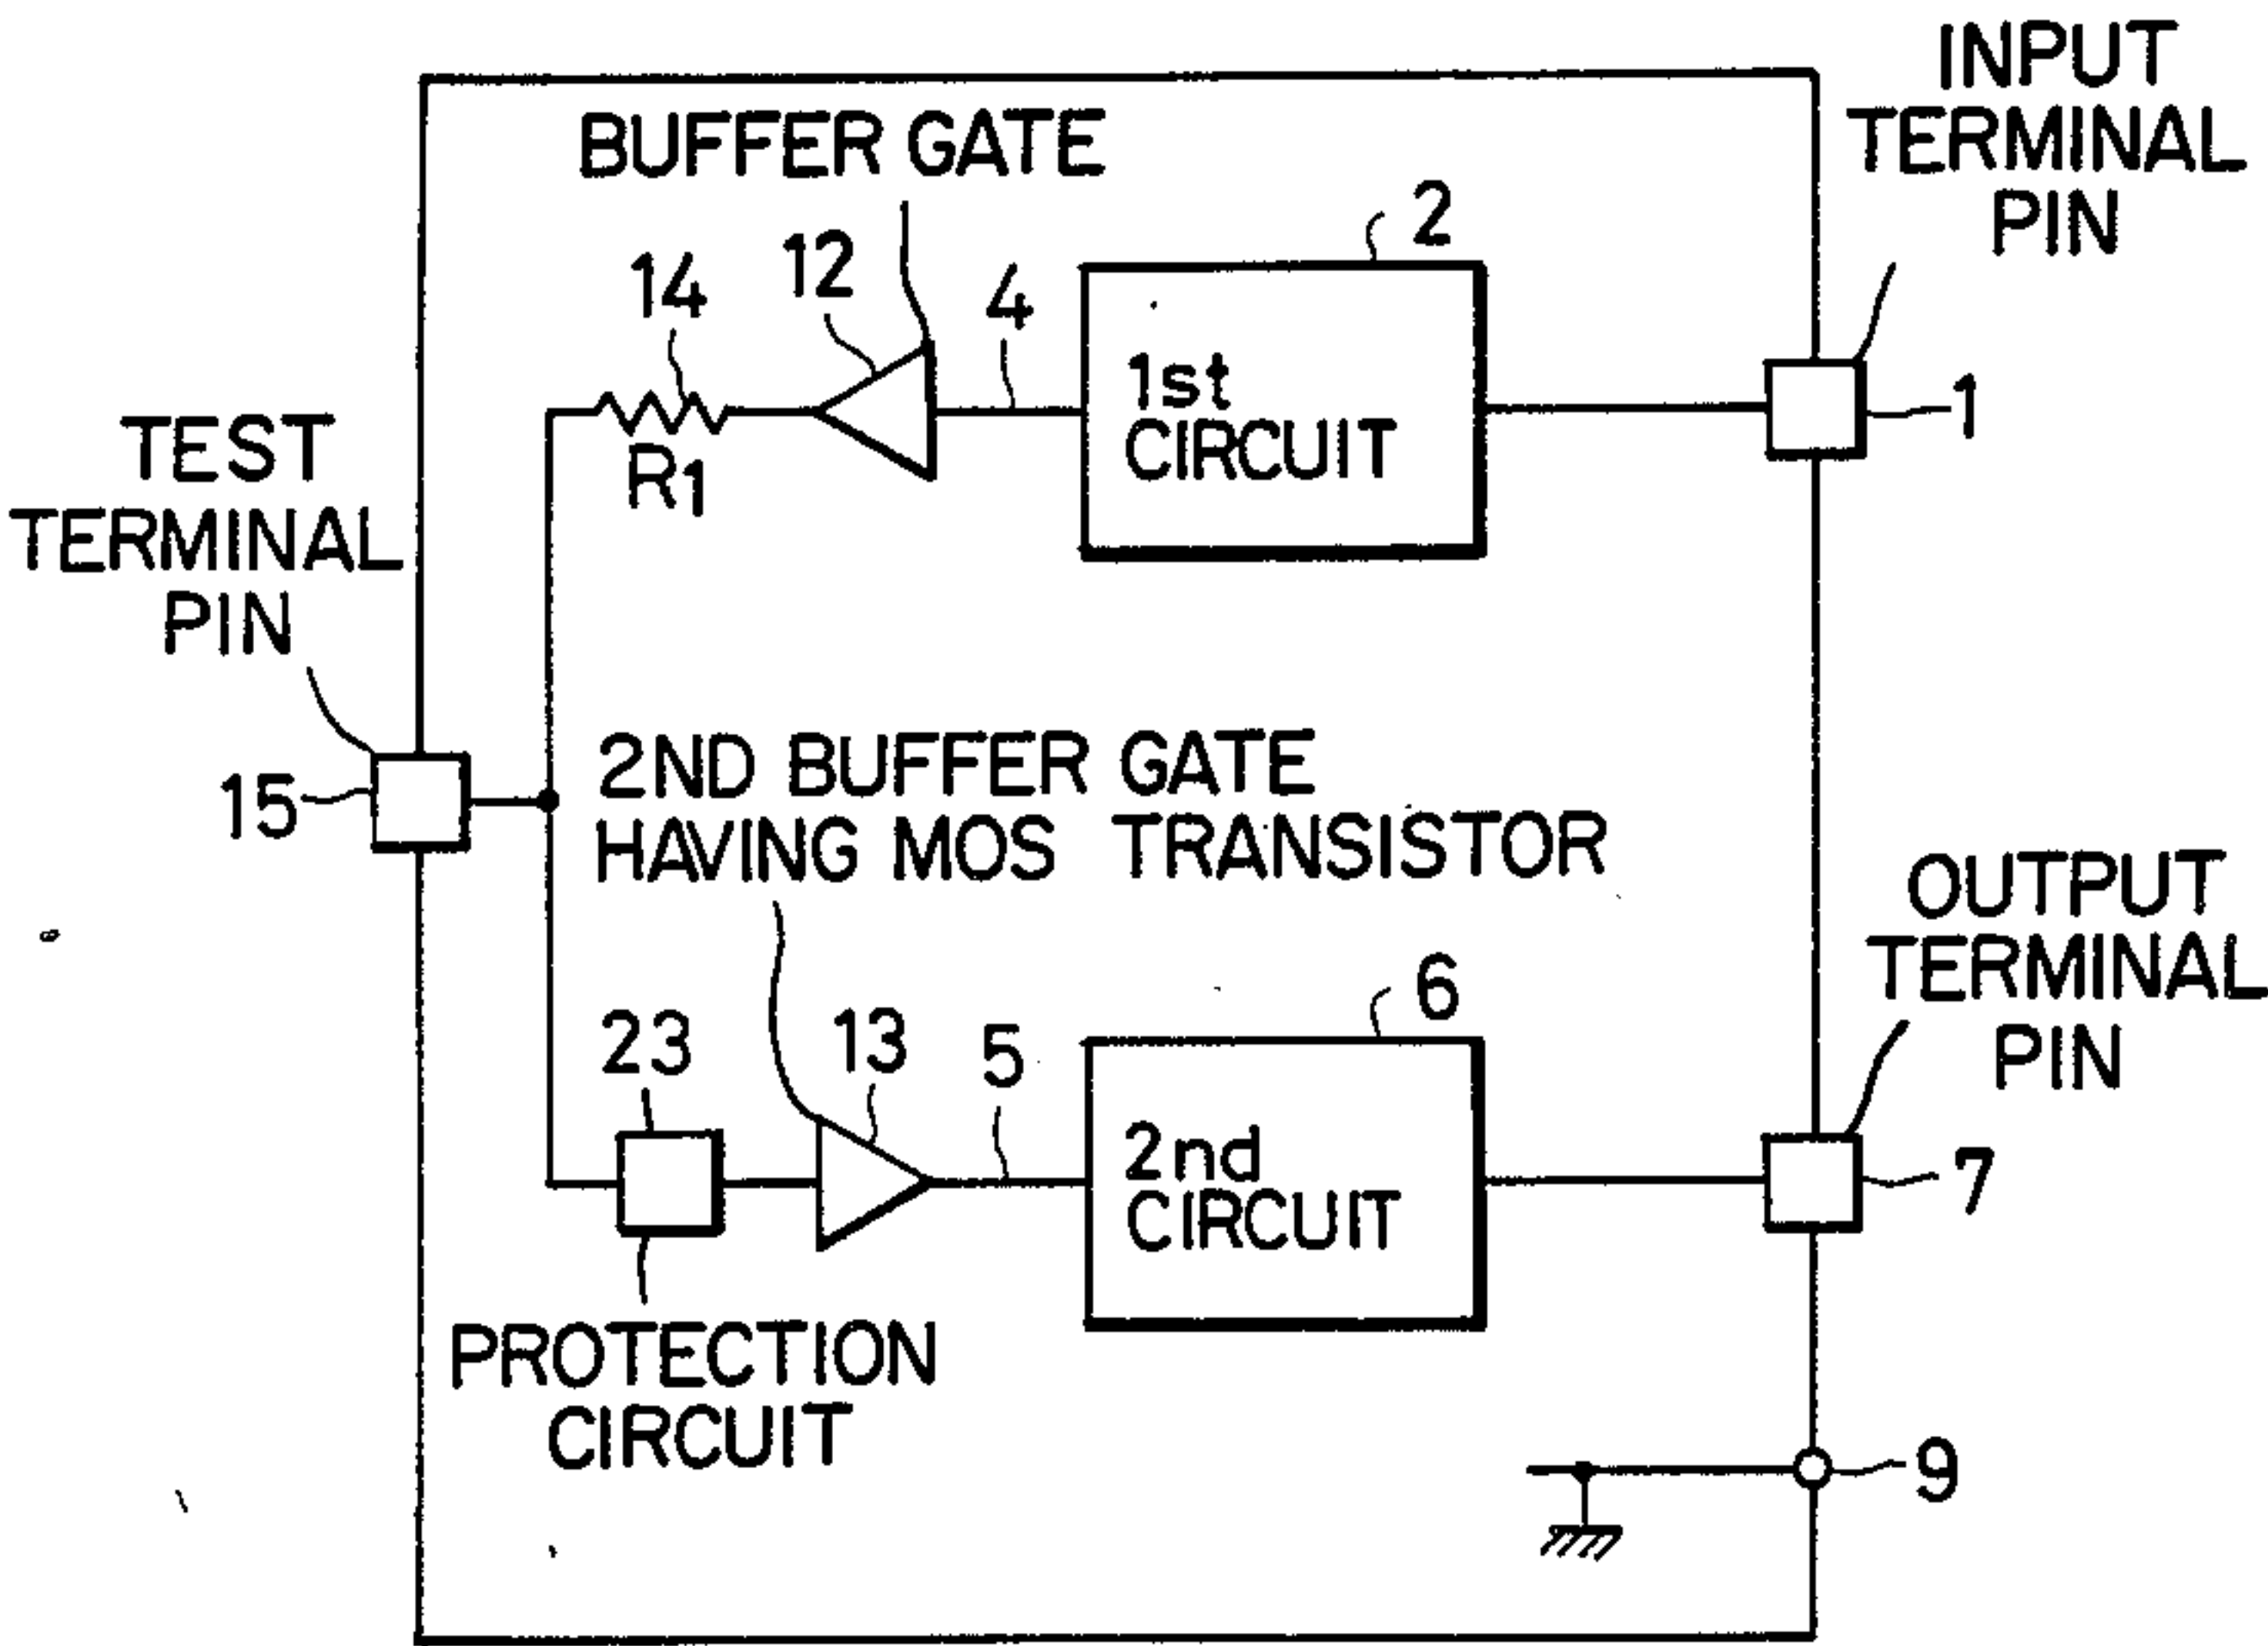 INPUT
TERMINAL
PIN
BUFFER GATE
2
12
14
4
1st
CIRCUIT
1
R1
TEST
TERMINAL
PIN
15
2ND BUFFER GATE
HAVING MOS TRANSISTOR
OUTPUT
TERMINAL
PIN
6
23
13
5
2nd
CIRCUIT
7
PROTECTION
CIRCUIT
9